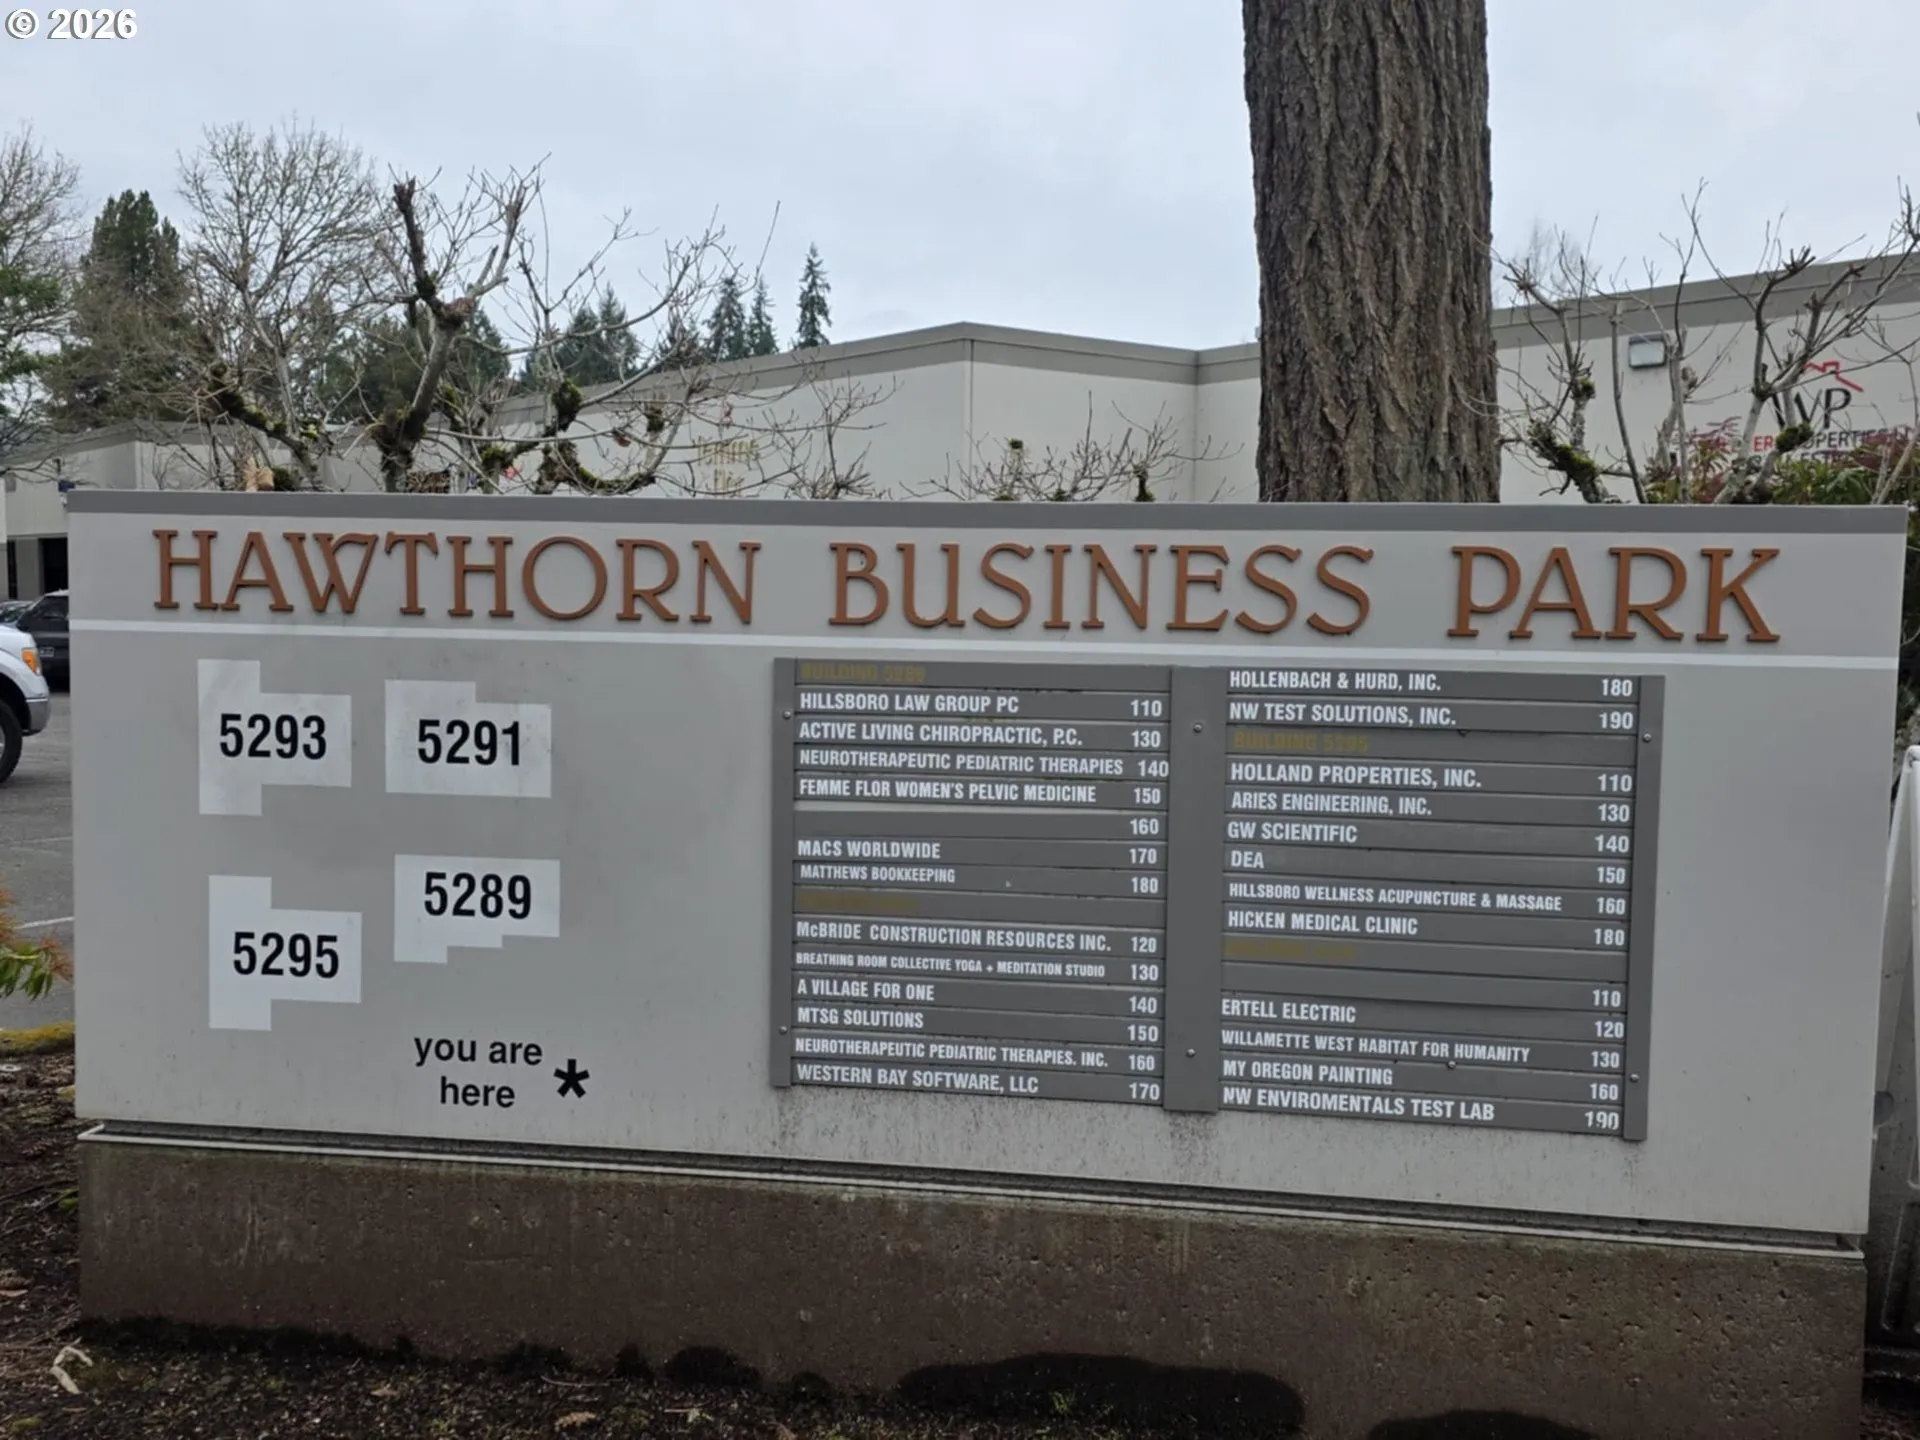 © 2026
HAWTHORN BUSINESS PARK
5293
5291
5289
5295
you are
here *
BUILDING 5289
HILLSBORO LAW GROUP PC 110
ACTIVE LIVING CHIROPRACTIC, P.C. 130
NEUROTHERAPEUTIC PEDIATRIC THERAPIES 140
FEMME FLOR WOMEN'S PELVIC MEDICINE 150
160
MACS WORLDWIDE 170
MATTHEWS BOOKKEEPING 180
McBRIDE CONSTRUCTION RESOURCES INC. 120
BREATHING ROOM COLLECTIVE YOGA + MEDITATION STUDIO 130
A VILLAGE FOR ONE 140
MTSG SOLUTIONS 150
NEUROTHERAPEUTIC PEDIATRIC THERAPIES. INC. 160
WESTERN BAY SOFTWARE, LLC 170
HOLLENBACH & HURD, INC. 180
NW TEST SOLUTIONS, INC. 190
BUILDING 5295
HOLLAND PROPERTIES, INC. 110
ARIES ENGINEERING, INC. 130
GW SCIENTIFIC 140
DEA 150
HILLSBORO WELLNESS ACUPUNCTURE & MASSAGE 160
HICKEN MEDICAL CLINIC 180
110
ERTELL ELECTRIC 120
WILLAMETTE WEST HABITAT FOR HUMANITY 130
MY OREGON PAINTING 160
NW ENVIROMENTALS TEST LAB 190